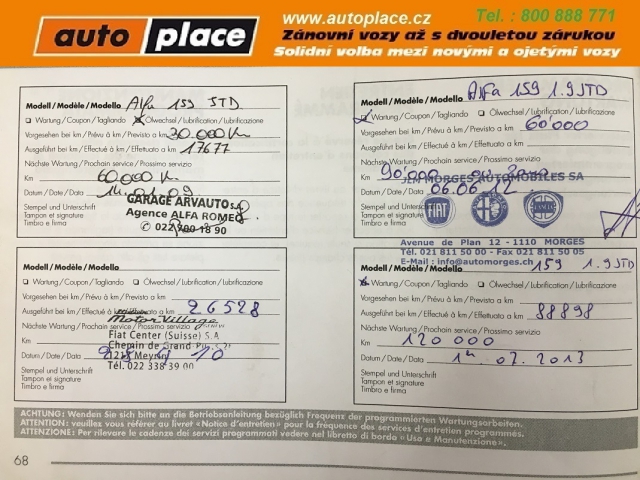 auto place
www.autoplace.cz
Tel. : 800 888 771
Zánovní vozy až s dvouletou zárukou
Solidní volba mezi novými a ojetými vozy
Modell / Modèle / Modello Alfa 159 JTD
Wartung / Coupon / Tagliando Ölwechsel / Lubrification / Lubrificazione
Vorgesehen bei km / Prévu à km / Previsto a km 30.000 Km
Ausgeführt bei km / Effectué à km / Effettuato a km 17677
Nächste Wartung / Prochain service / Prossimo servizio
Km 60.000 Km
Datum / Date / Data 14.01.09
Stempel und Unterschrift
Tampon et signature
Timbro e firma
GARAGE ARVAUTO S.A.
Agence ALFA ROMEO
Modell / Modèle / Modello Alfa 159 1.9 JTD
Wartung / Coupon / Tagliando Ölwechsel / Lubrification / Lubrificazione
Vorgesehen bei km / Prévu à km / Previsto a km 60000
Ausgeführt bei km / Effectué à km / Effettuato a km
Nächste Wartung / Prochain service / Prossimo servizio
Km 90'000
Datum / Date / Data 06.06.12
JLM MORGES AUTOMOBILES SA
Stempel und Unterschrift
Tampon et signature
Timbro e firma
FIAT
LANCIA
Avenue de Plan 12 - 1110 MORGES
Tél. 021 811 50 00 - Fax 021 811 50 05
E-Mail : info@automorges.ch
Modell / Modèle / Modello
Wartung / Coupon / Tagliando Ölwechsel / Lubrification / Lubrificazione
Vorgesehen bei km / Prévu à km / Previsto a km
Ausgeführt bei km / Effectué à km / Effettuato a km 26528
Nächste Wartung / Prochain service / Prossimo servizio
Motor Village
Fiat Center (Suisse) S.A.
Km
Chemin de Grand-
Datum / Date / Data 10
1217 Meyrin
Tél. 022 338 39 00
Stempel und Unterschrift
Tampon et signature
Timbro e firma
Modell / Modèle / Modello 159 1.9 JTD
Wartung / Coupon / Tagliando Ölwechsel / Lubrification / Lubrificazione
Vorgesehen bei km / Prévu à km / Previsto a km
Ausgeführt bei km / Effectué à km / Effettuato a km 88898
Nächste Wartung / Prochain service / Prossimo servizio
Km 120 000
Datum / Date / Data 07.2013
Stempel und Unterschrift
Tampon et signature
Timbro e firma
ACHTUNG: Wenden Sie sich bitte an die Betriebsanleitung bezüglich Frequenz der programmierten Wartungsarbeiten.
ATTENTION: veuillez vous référer au livret «Notice d'entretien» pour la fréquence des services d'entretien programmés.
ATTENZIONE: Per rilevare le cadenze dei servizi programmati vedere nel libretto di bordo «Uso e Manutenzione».
68